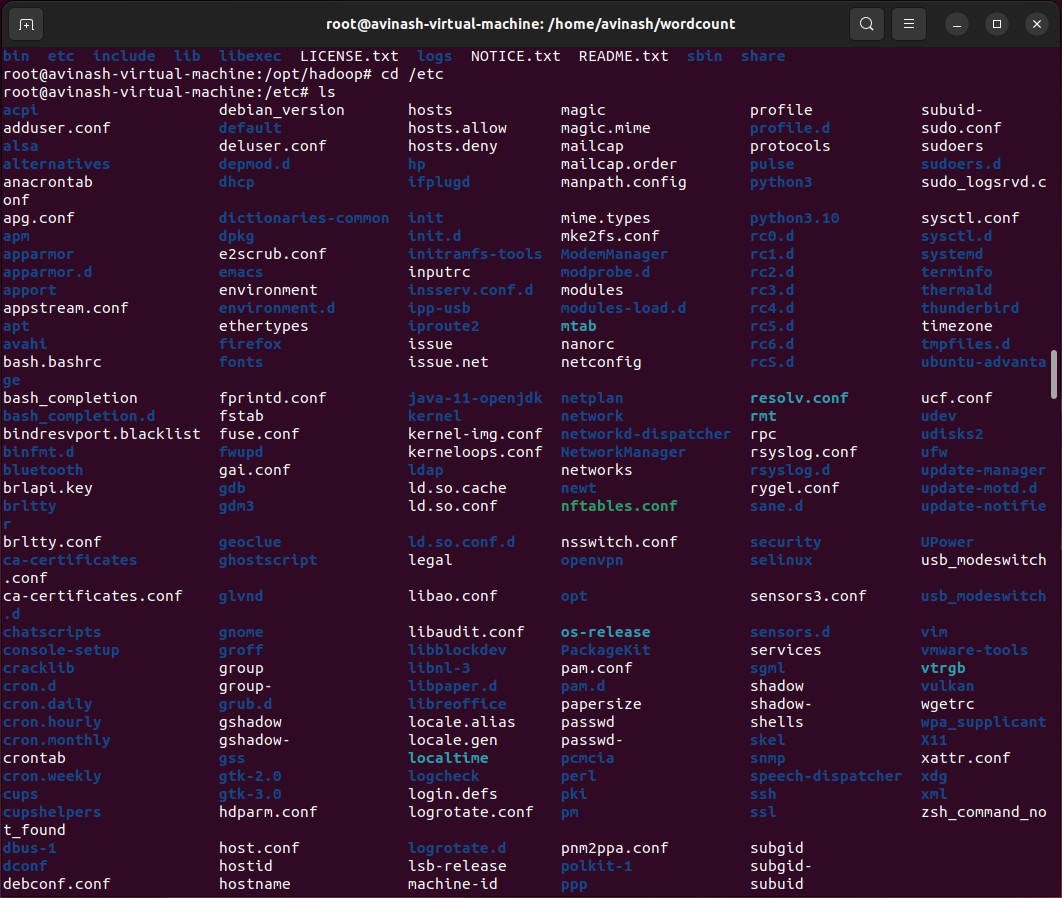 root@avinash-virtual-machine: /home/avinash/wordcount
bin etc include lib libexec LICENSE.txt logs NOTICE.txt README.txt sbin share
root@avinash-virtual-machine:/opt/hadoop# cd /etc
root@avinash-virtual-machine:/etc# ls
acpi debian_version hosts magic profile subuid-
adduser.conf default hosts.allow magic.mime profile.d sudo.conf
alsa deluser.conf hosts.deny mailcap protocols sudoers
alternatives depmod.d hp mailcap.order pulse sudoers.d
anacrontab dhcp ifplugd manpath.config python3 sudo_logsrvd.c
onf
apg.conf dictionaries-common init mime.types python3.10 sysctl.conf
apm dpkg init.d mke2fs.conf rc0.d sysctl.d
apparmor e2scrub.conf initramfs-tools ModemManager rc1.d systemd
apparmor.d emacs inputrc modprobe.d rc2.d terminfo
apport environment insserv.conf.d modules rc3.d thermald
appstream.conf environment.d ipp-usb modules-load.d rc4.d thunderbird
apt ethertypes iproute2 mtab rc5.d timezone
avahi firefox issue nanorc rc6.d tmpfiles.d
bash.bashrc fonts issue.net netconfig rcS.d ubuntu-advanta
ge
bash_completion fprintd.conf java-11-openjdk netplan resolv.conf ucf.conf
bash_completion.d fstab kernel network rmt udev
bindresvport.blacklist fuse.conf kernel-img.conf networkd-dispatcher rpc udisks2
binfmt.d fwupd kerneloops.conf NetworkManager rsyslog.conf ufw
bluetooth gai.conf ldap networks rsyslog.d update-manager
brlapi.key gdb ld.so.cache newt rygel.conf update-motd.d
brltty gdm3 ld.so.conf nftables.conf sane.d update-notifie
r
brltty.conf geoclue ld.so.conf.d nsswitch.conf security UPower
ca-certificates ghostscript legal openvpn selinux usb_modeswitch
.conf
ca-certificates.conf glvnd libao.conf opt sensors3.conf usb_modeswitch
.d
chatscripts gnome libaudit.conf os-release sensors.d vim
console-setup groff libblockdev PackageKit services vmware-tools
cracklib group libnl-3 pam.conf sgml vtrgb
cron.d group- libpaper.d pam.d shadow vulkan
cron.daily grub.d libreoffice papersize shadow- wgetrc
cron.hourly gshadow locale.alias passwd shells wpa_supplicant
cron.monthly gshadow- locale.gen passwd- skel X11
crontab gss localtime pcmcia snmp xattr.conf
cron.weekly gtk-2.0 logcheck perl speech-dispatcher xdg
cups gtk-3.0 login.defs pki ssh xml
cupshelpers hdparm.conf logrotate.conf pm ssl zsh_command_no
t_found
dbus-1 host.conf logrotate.d pnm2ppa.conf subgid
dconf hostid lsb-release polkit-1 subgid-
debconf.conf hostname machine-id ppp subuid